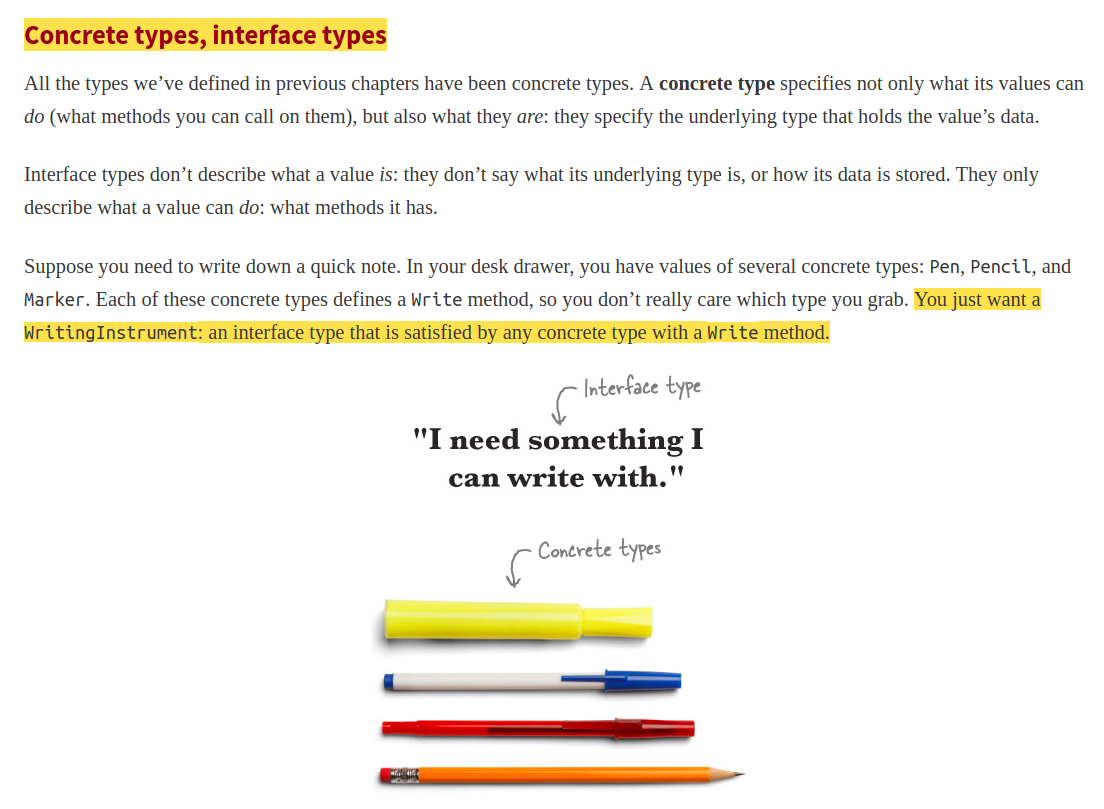 Concrete types, interface types
All the types we’ve defined in previous chapters have been concrete types. A concrete type specifies not only what its values can
do (what methods you can call on them), but also what they are: they specify the underlying type that holds the value’s data.
Interface types don’t describe what a value is: they don’t say what its underlying type is, or how its data is stored. They only
describe what a value can do: what methods it has.
Suppose you need to write down a quick note. In your desk drawer, you have values of several concrete types: Pen, Pencil, and
Marker. Each of these concrete types defines a Write method, so you don’t really care which type you grab. You just want a
WritingInstrument: an interface type that is satisfied by any concrete type with a Write method.
Interface type
"I need something I
can write with."
Concrete types